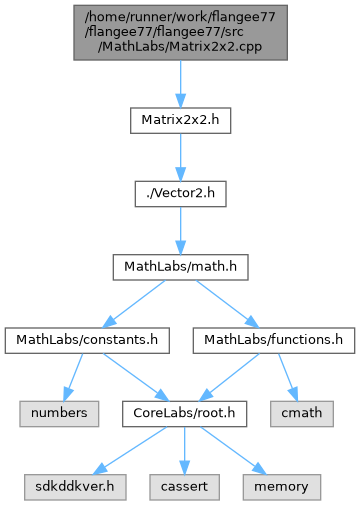 /home/runner/work/flangee77
/flangee77/flangee77/src
/MathLabs/Matrix2x2.cpp
Matrix2x2.h
./Vector2.h
MathLabs/math.h
MathLabs/constants.h
MathLabs/functions.h
numbers
CoreLabs/root.h
cmath
sdkddkver.h
cassert
memory